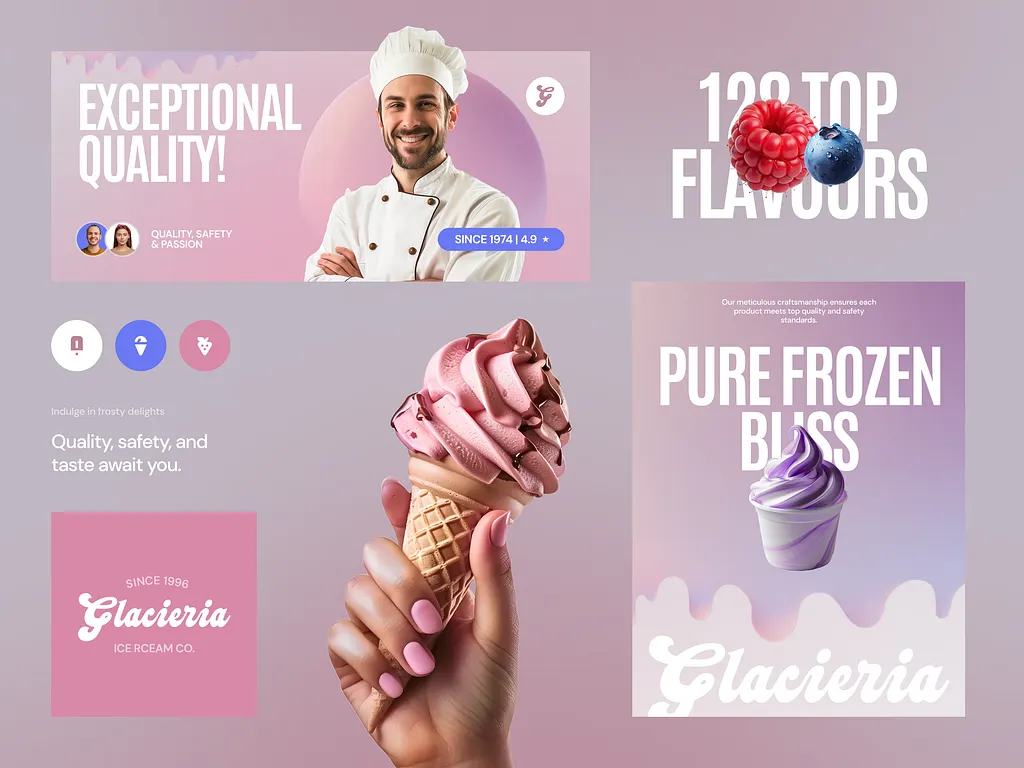 EXCEPTIONAL
QUALITY!
QUALITY, SAFETY
& PASSION
SINCE 1974 | 4.9 ★
G
128 TOP
FLAVOURS
Indulge in frosty delights
Quality, safety, and
taste await you.
SINCE 1996
Glacieria
ICE RCEAM CO.
Our meticulous craftsmanship ensures each
product meets top quality and safety
standards.
PURE FROZEN
BLISS
Glacieria